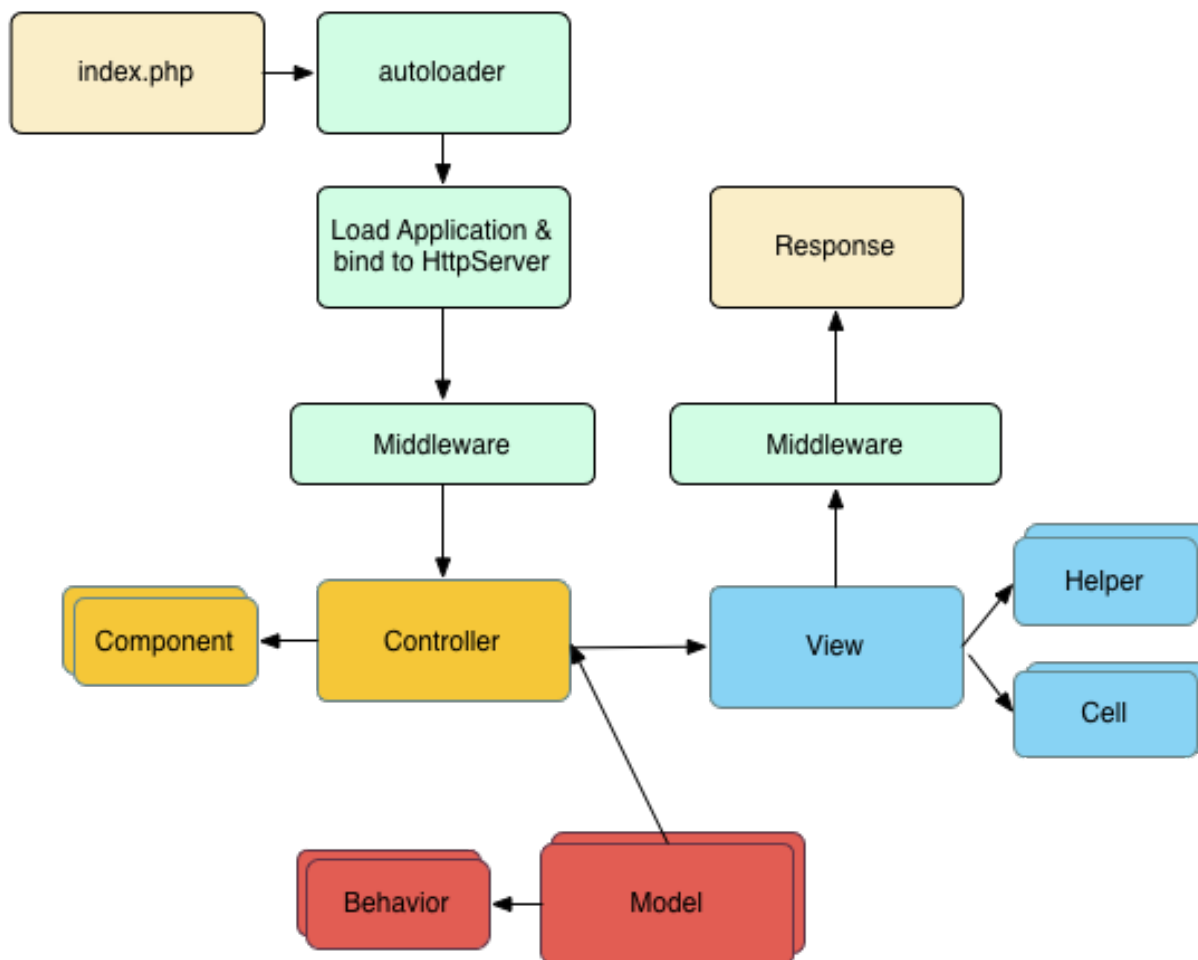 index.php
autoloader
Load Application &
bind to HttpServer
Response
Middleware
Middleware
Component
Controller
View
Helper
Cell
Behavior
Model